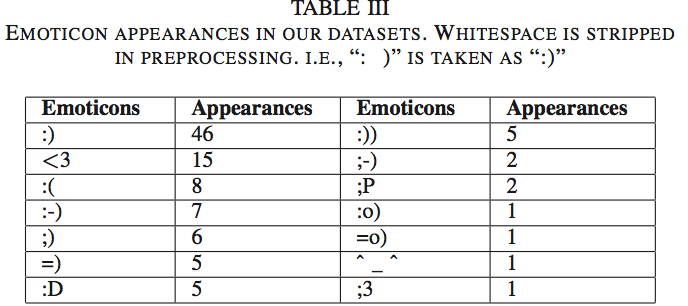 TABLE III
EMOTICON APPEARANCES IN OUR DATASETS. WHITESPACE IS STRIPPED
IN PREPROCESSING. I.E., “: )” IS TAKEN AS “:)”
Emoticons Appearances Emoticons Appearances
:) 46 :)) 5
<3 15 ;-) 2
:( 8 ;P 2
:-) 7 :o) 1
;) 6 =o) 1
=) 5 ^ _ ^ 1
:D 5 ;3 1